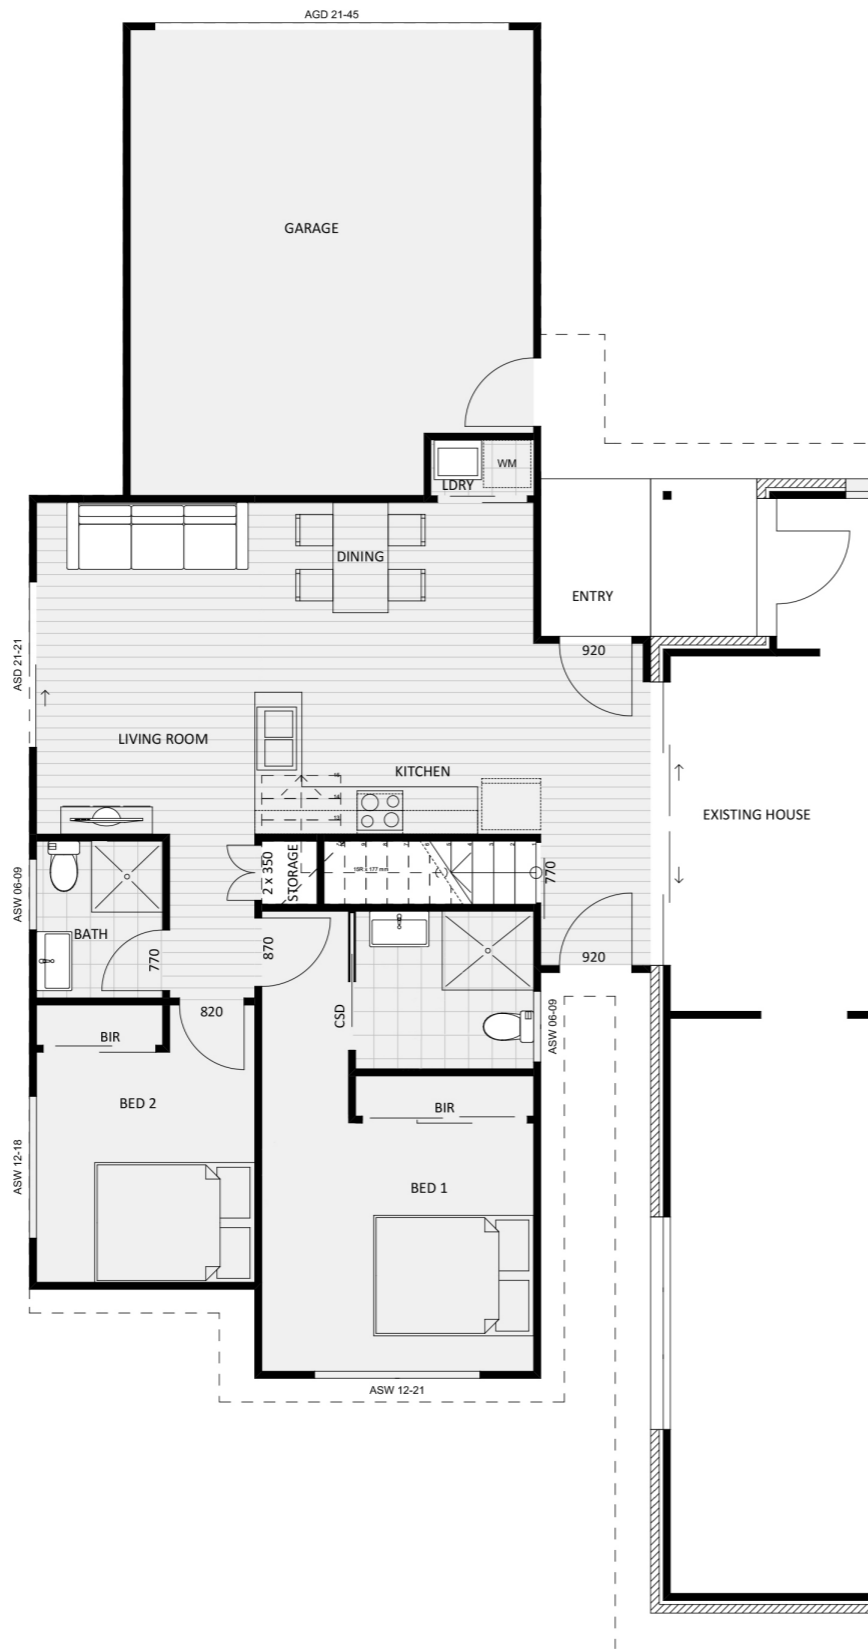 AGD 21-45
GARAGE
WM
LDRY
DINING
ENTRY
920
ASD 21-21
LIVING ROOM
KITCHEN
EXISTING HOUSE
ASW 06-09
2 x 350
STORAGE
770
BATH
770
870
920
820
CSD
ASW 06-09
BIR
BED 2
BIR
ASW 12-18
BED 1
ASW 12-21